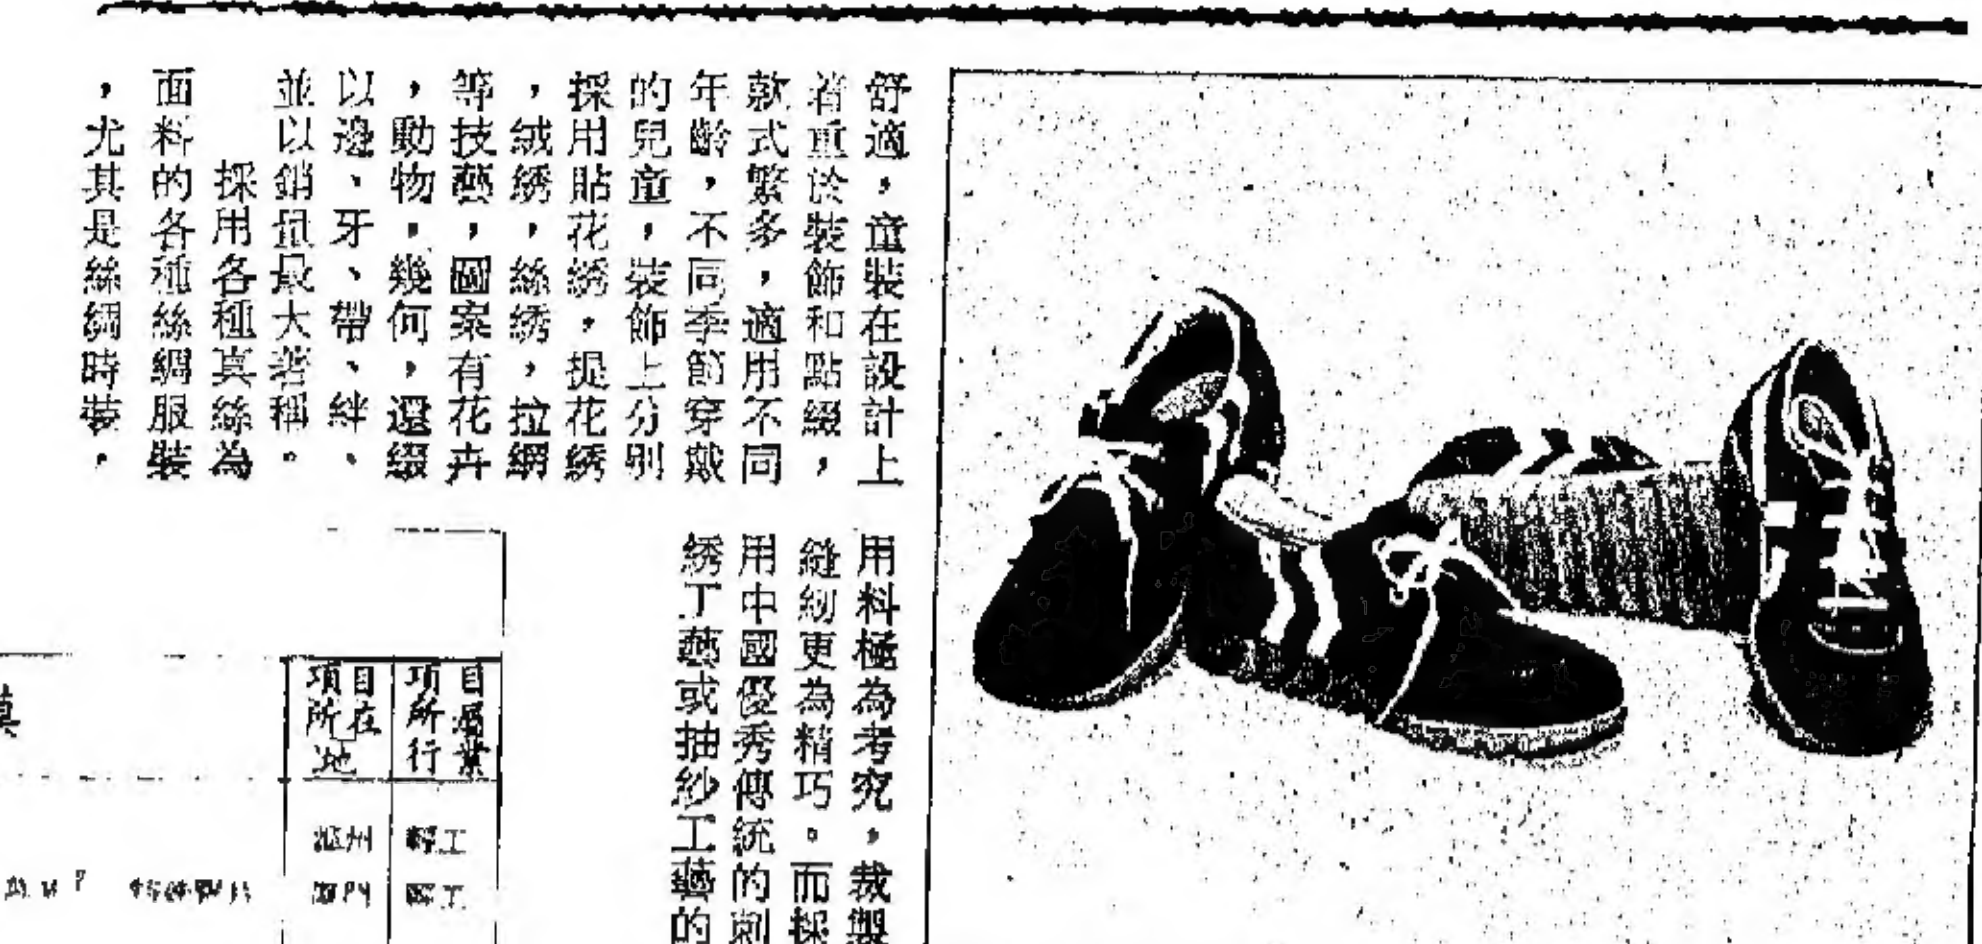 舒適，童裝在設計上
着重於裝飾和點綴，
款式繁多，適用不同
年齡，不同季節穿戴
的兒童，裝飾上分别
採用貼花綉，提花綉
，絨綉，絲綉，拉網
等技藝，圖案有花卉
，動物，幾何，還綴
以邊、牙、帶、絆、
並以銷量最大著稱。
採用各種真絲為
面料的各種絲綢服裝
，尤其是絲綢時裝，
用料極為考究，裁製
縫紉更為精巧。而採
用中國優秀傳統的刺
綉工藝或抽紗工藝的
項目所屬行業
項目所在地
輕工
温州
輕工